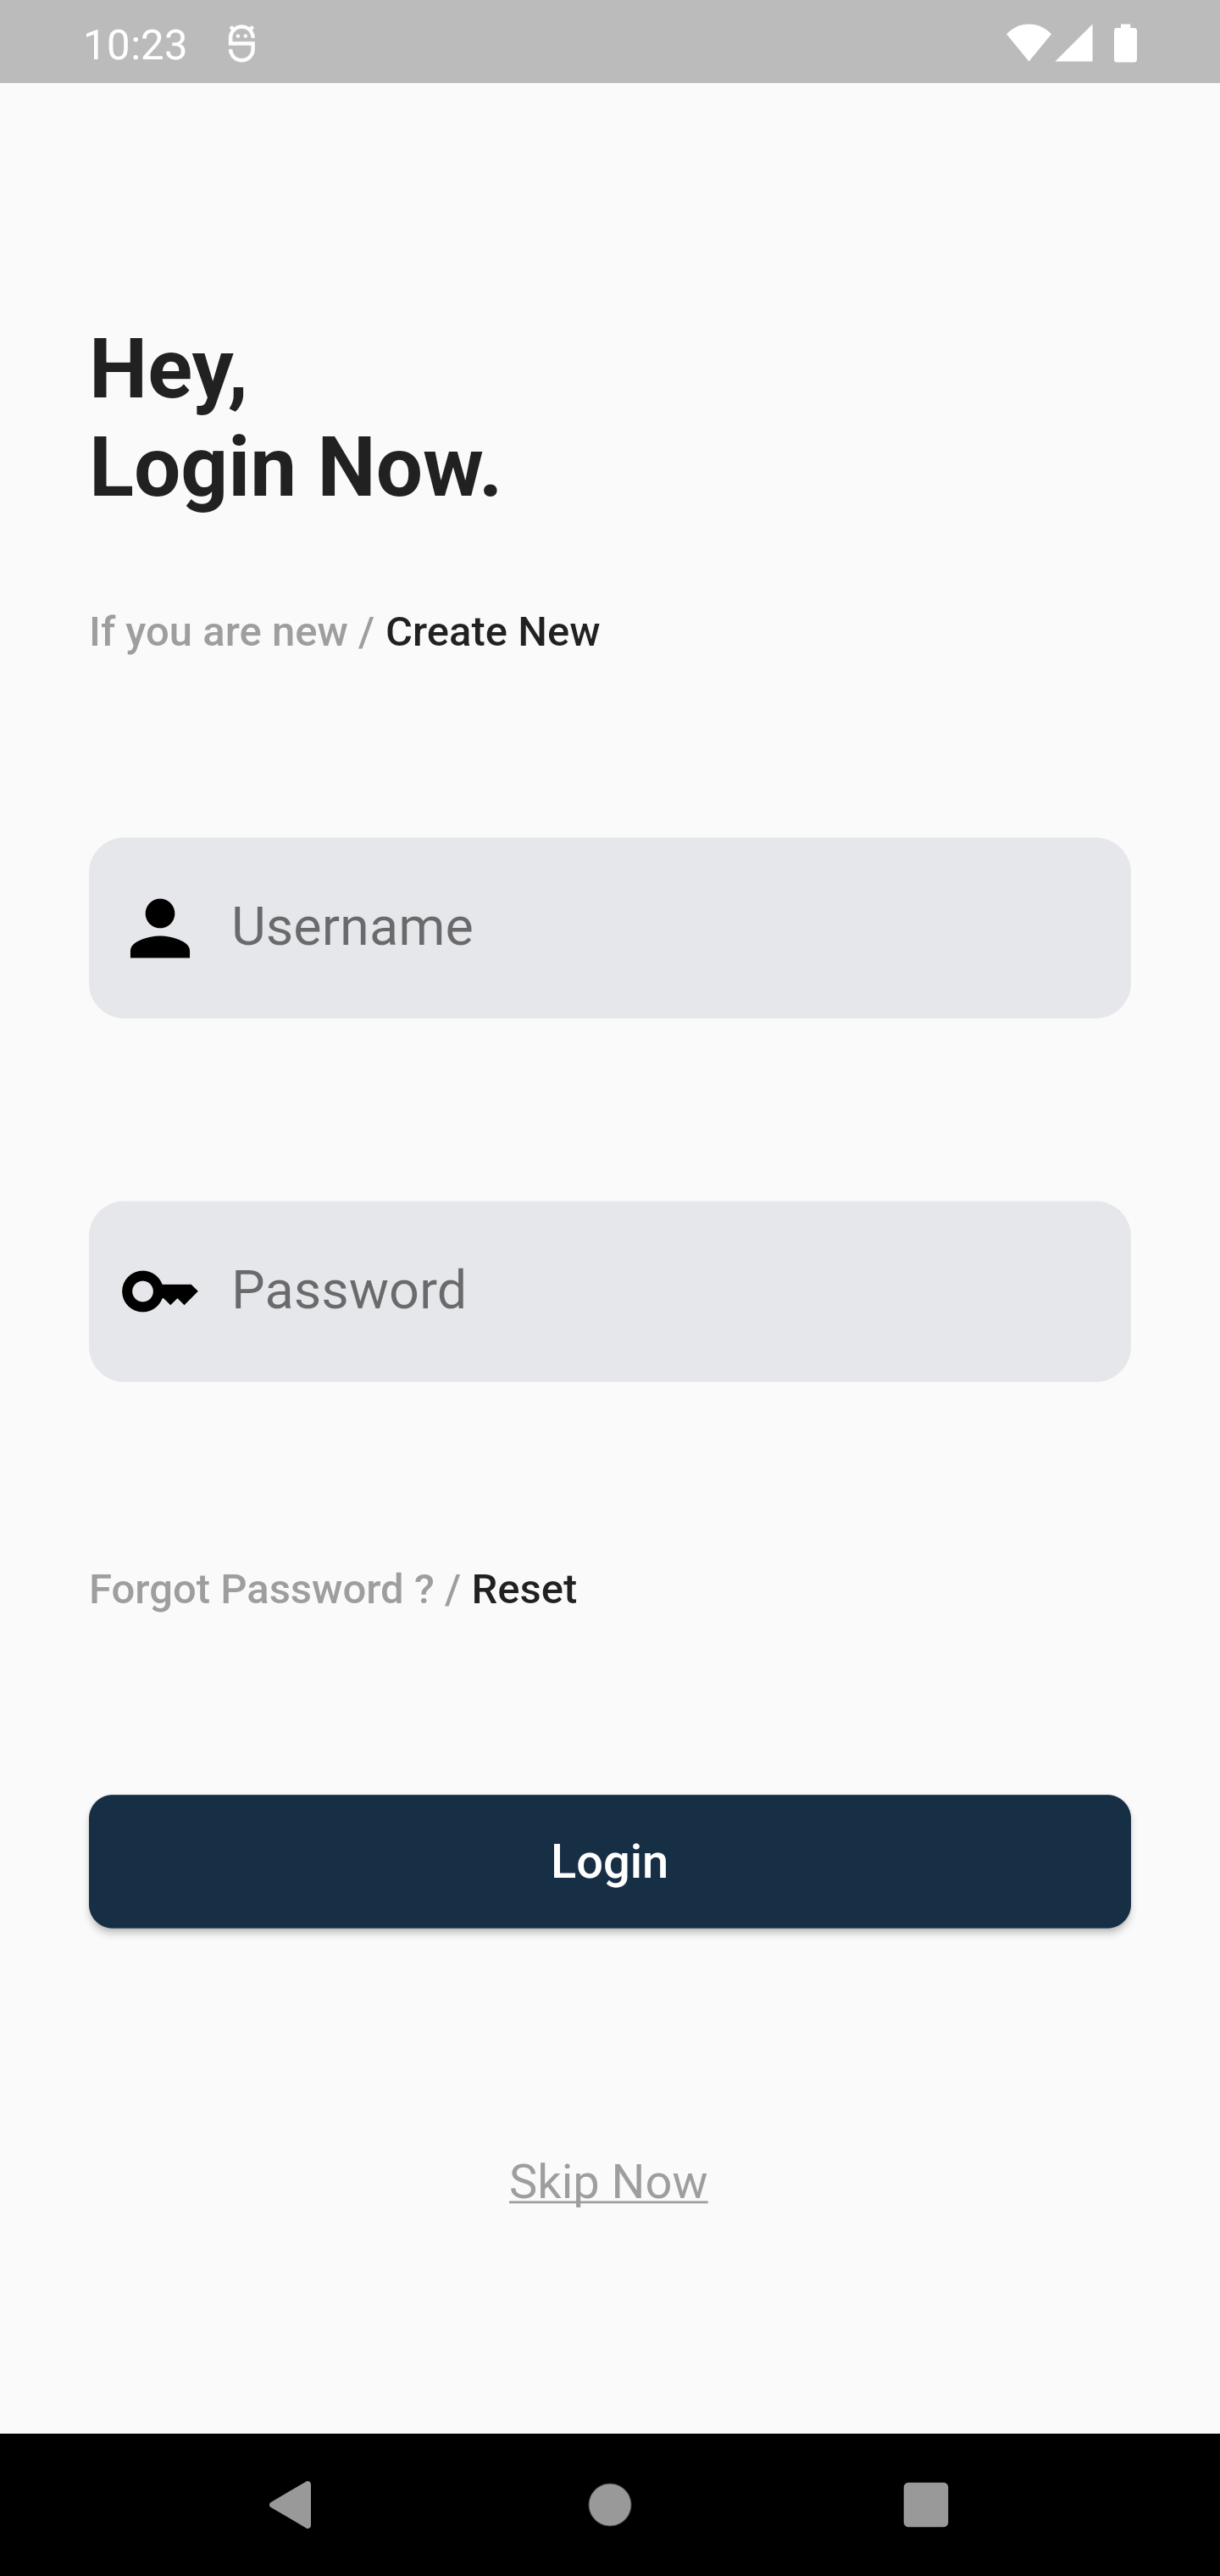 10:23
Hey,
Login Now.
If you are new / Create New
Username
Password
Forgot Password ? / Reset
Login
Skip Now